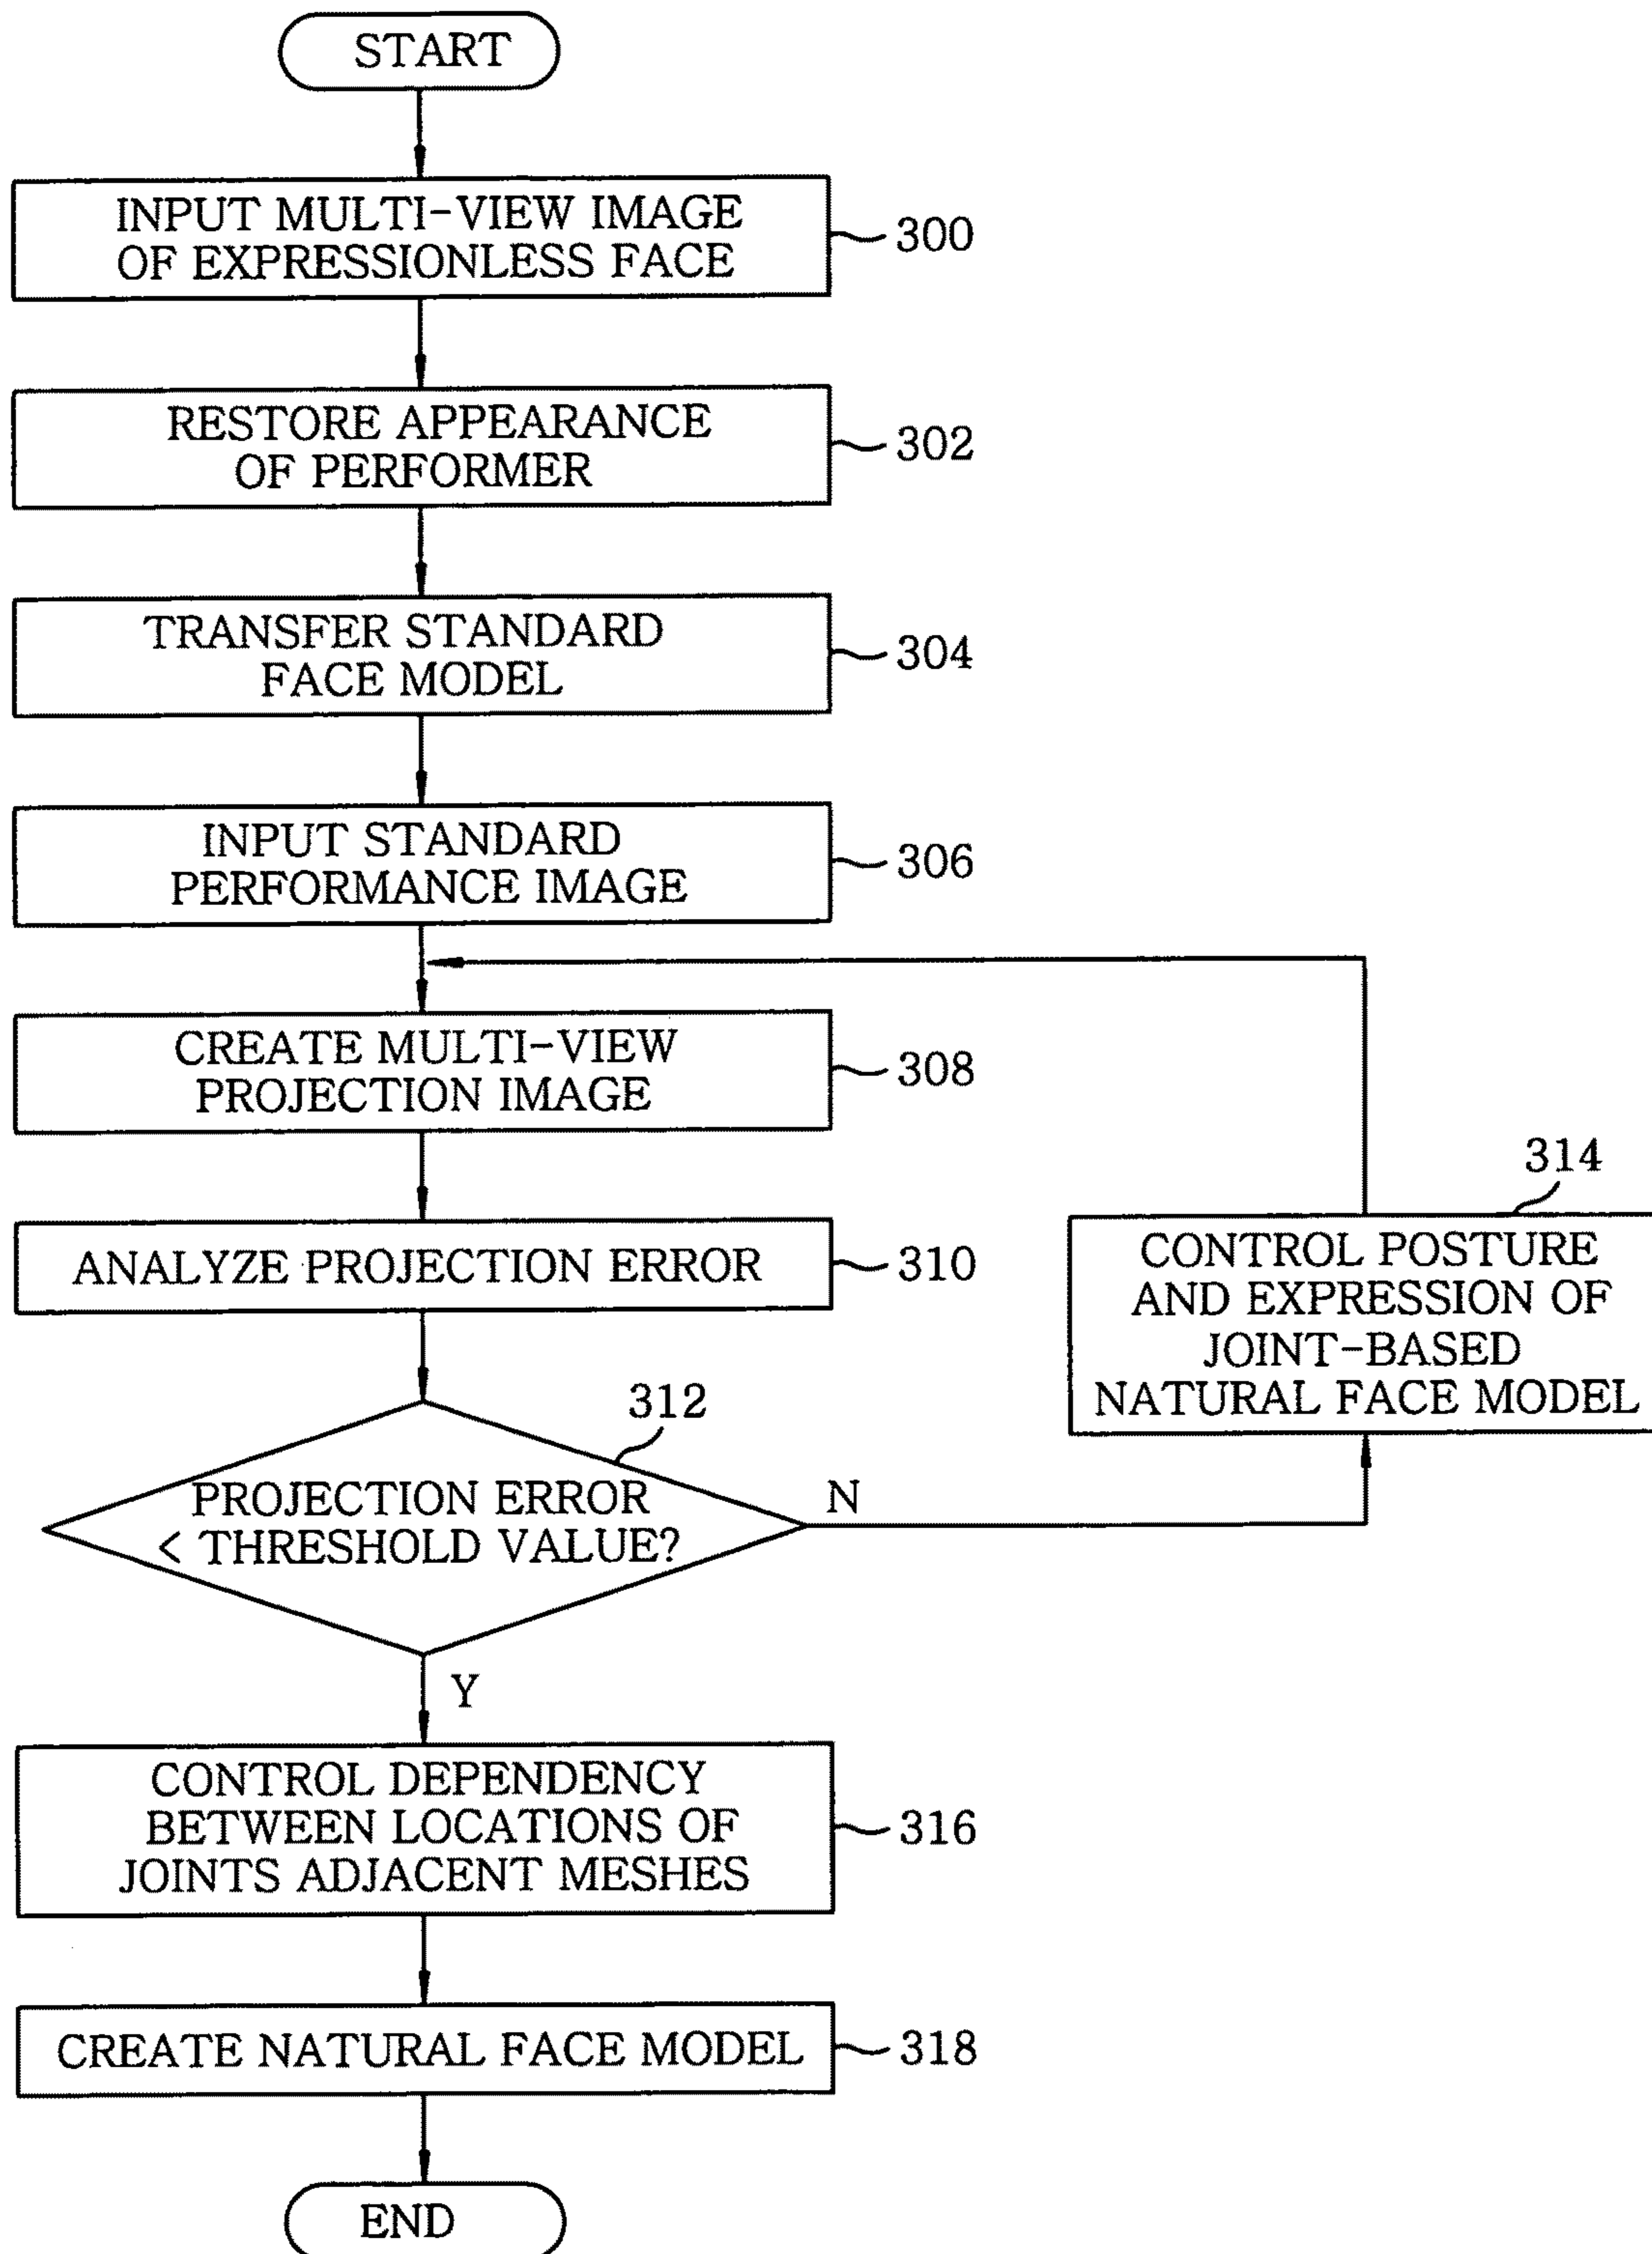 START
INPUT MULTI-VIEW IMAGE
OF EXPRESSIONLESS FACE
300
RESTORE APPEARANCE
OF PERFORMER
302
TRANSFER STANDARD
FACE MODEL
304
INPUT STANDARD
PERFORMANCE IMAGE
306
CREATE MULTI-VIEW
PROJECTION IMAGE
308
ANALYZE PROJECTION ERROR
310
314
CONTROL POSTURE
AND EXPRESSION OF
JOINT-BASED
NATURAL FACE MODEL
312
PROJECTION ERROR
< THRESHOLD VALUE?
N
Y
CONTROL DEPENDENCY
BETWEEN LOCATIONS OF
JOINTS ADJACENT MESHES
316
CREATE NATURAL FACE MODEL
318
END